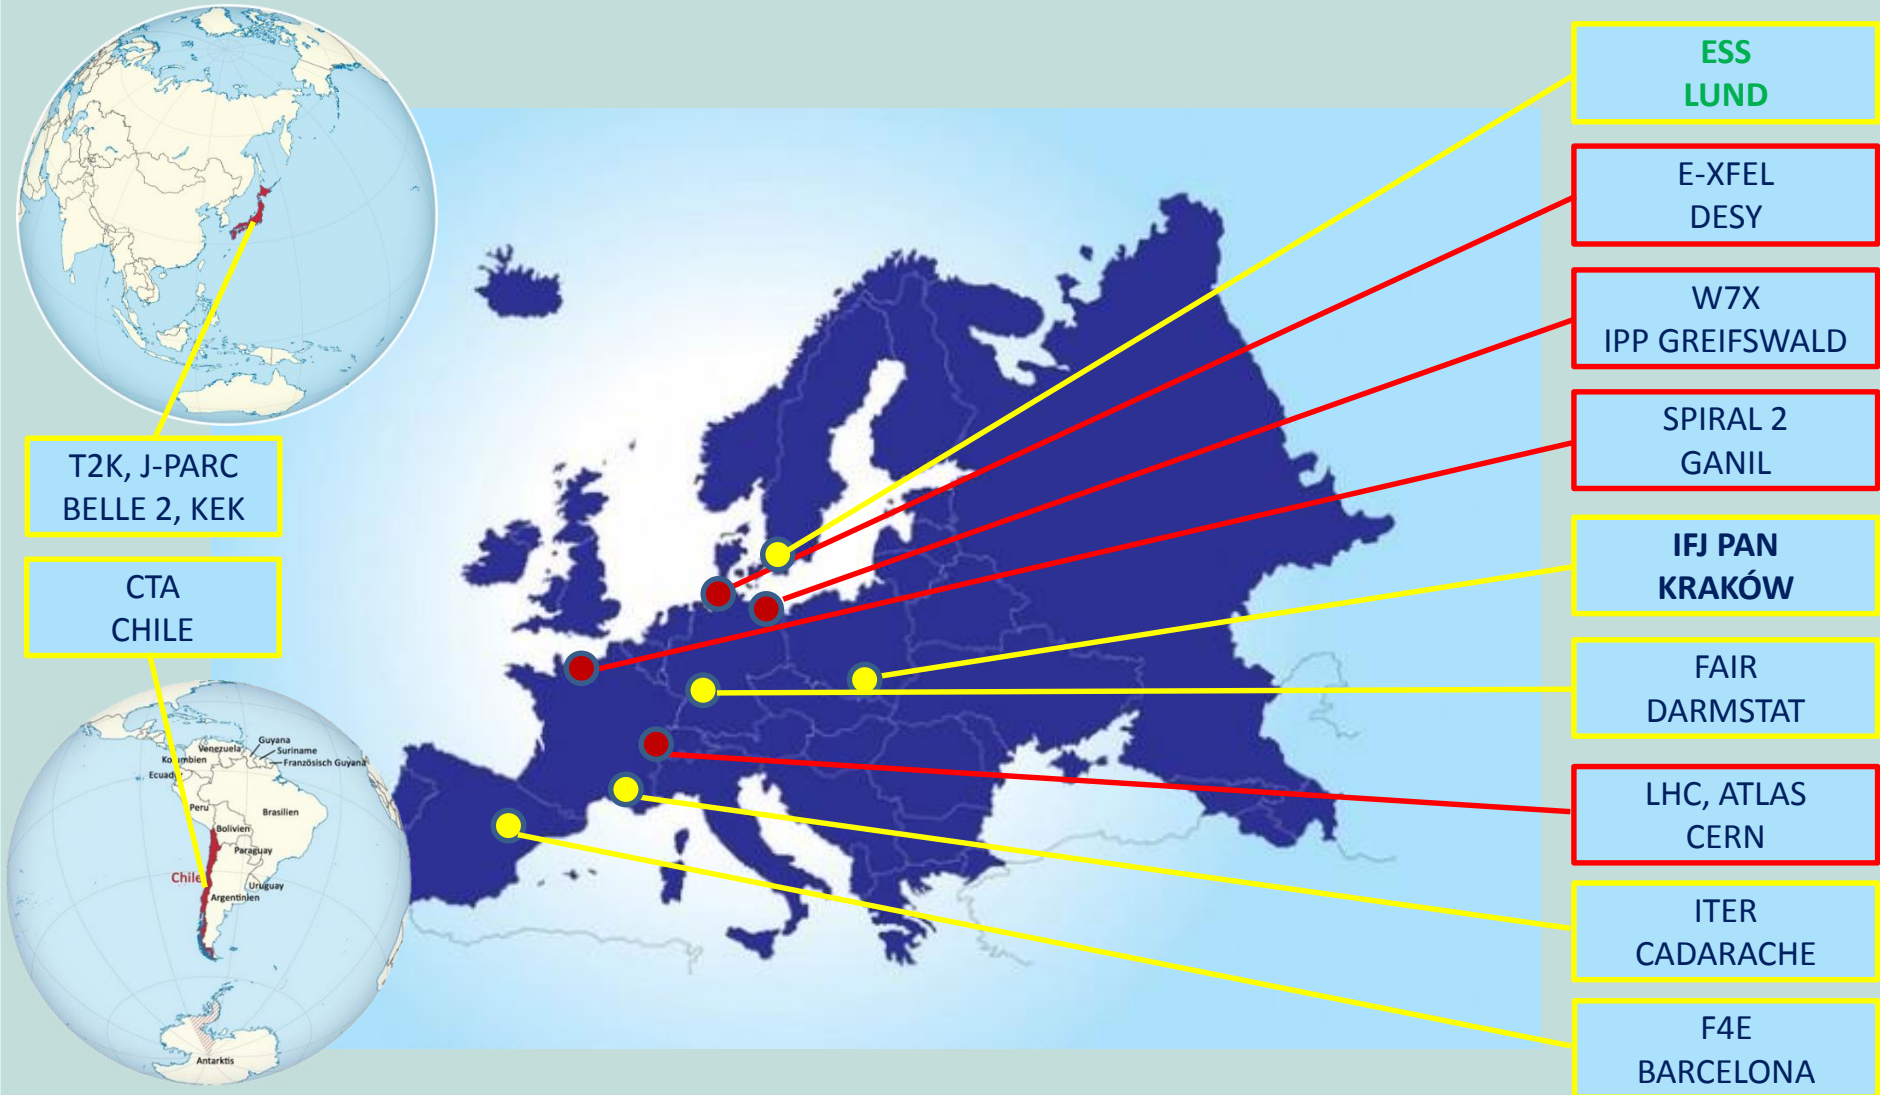 ESS
LUND
E-XFEL
DESY
W7X
IPP GREIFSWALD
SPIRAL 2
GANIL
T2K, J-PARC
BELLE 2, KEK
IFJ PAN
KRAKÓW
CTA
CHILE
FAIR
DARMSTAT
LHC, ATLAS
CERN
ITER
CADARACHE
F4E
BARCELONA
Guyana
Venezuela
Suriname
Kolumbien
Französisch Guyana
Ecuador
Peru
Brasilien
Bolivien
Paraguay
Chile
Uruguay
Argentinien
Antarktis